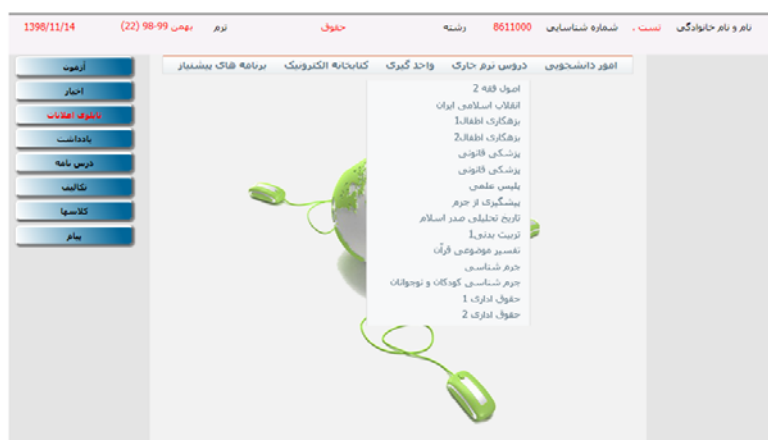 نام و نام خانوادگی تست . شماره شناسایی 8611000 رشته حقوق ترم بهمن 99-98 (22) 1398/11/14
امور دانشجویی دروس ترم جاری واحد گیری کتابخانه الکترونیک برنامه های پیشنیاز
اصول فقه 2
انقلاب اسلامی ایران
بزهکاری اطفال1
بزهکاری اطفال2
پزشکی قانونی
پزشکی قانونی
پلیس علمی
پیشگیری از جرم
تاریخ تحلیلی صدر اسلام
تربیت بدنی1
تفسیر موضوعی قرآن
جرم شناسی
جرم شناسی کودکان و نوجوانان
حقوق اداری 1
حقوق اداری 2
آزمون
اخبار
تابلوی اعلانات
یادداشت
درس نامه
تکالیف
کلاسها
پیام